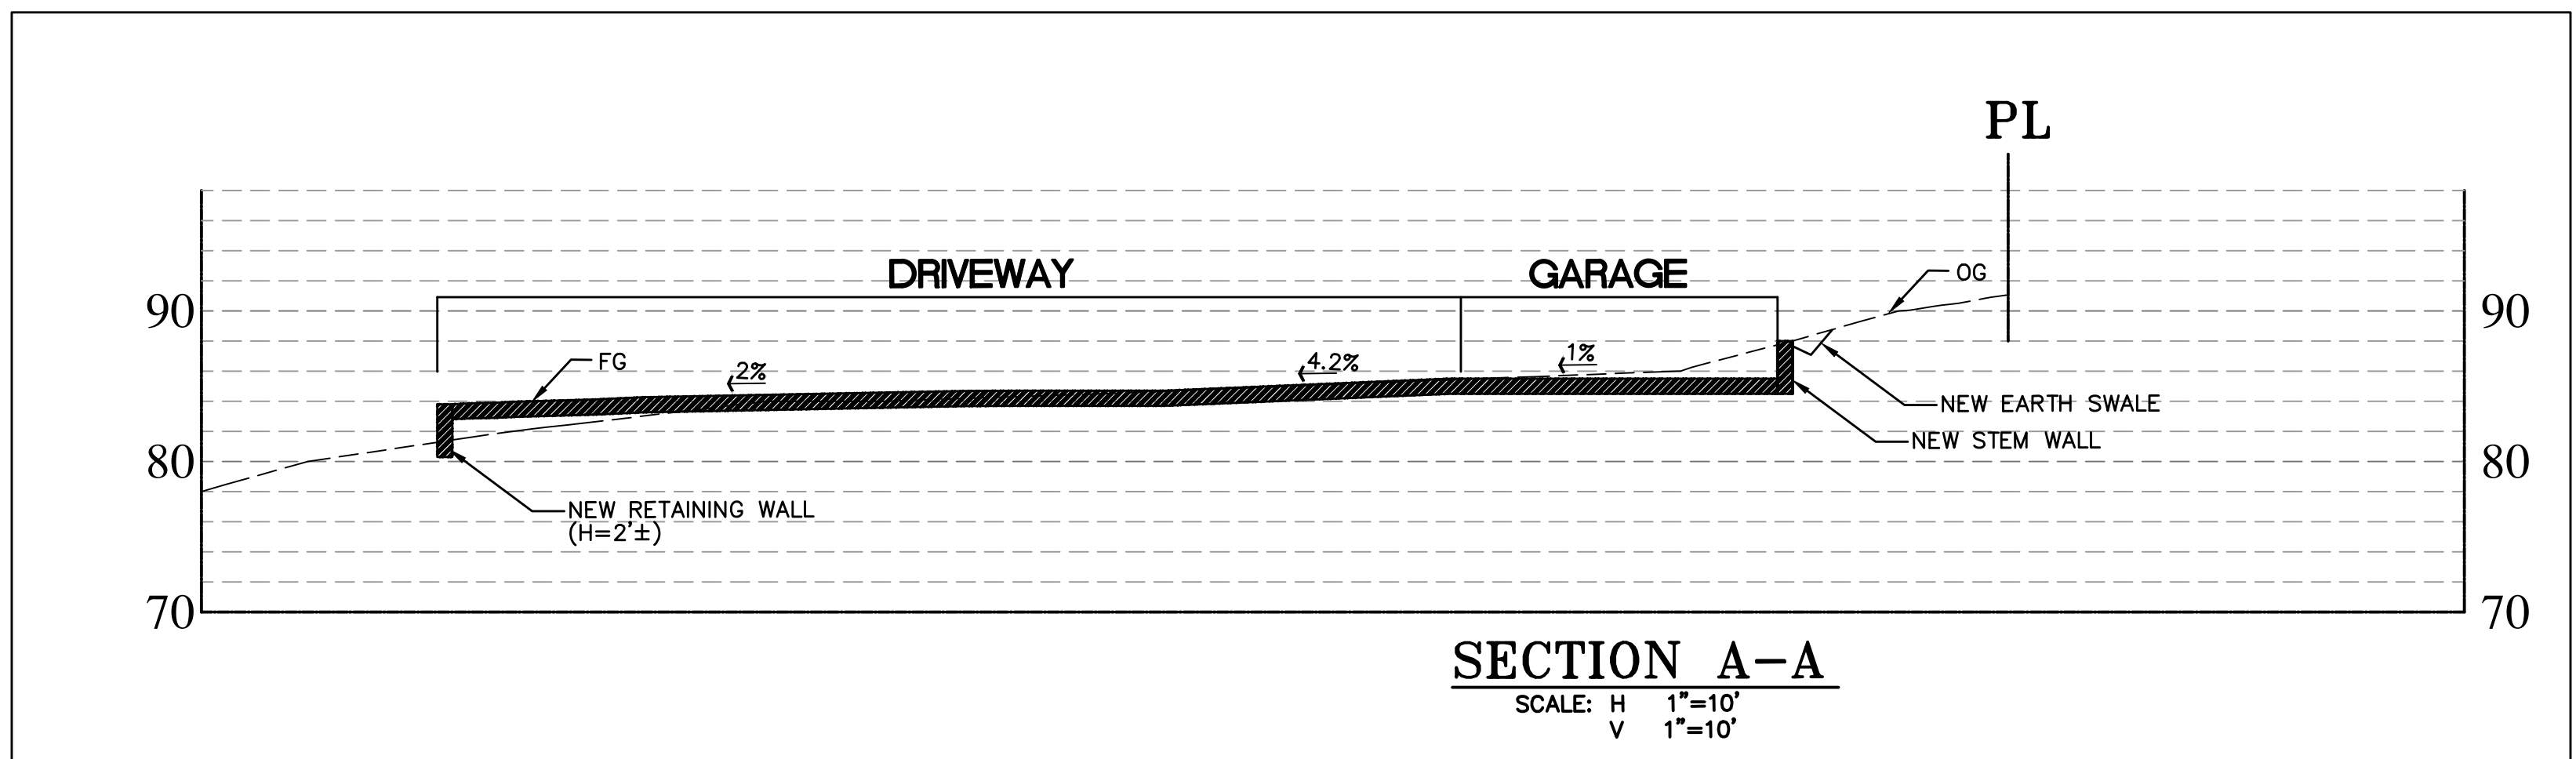 PL
DRIVEWAY GARAGE
OG
90 90
FG
2% 4.2% 1%
NEW EARTH SWALE
NEW STEM WALL
80 80
NEW RETAINING WALL
(H=2'±)
70 70
SECTION A-A
SCALE: H 1"=10'
V 1"=10'